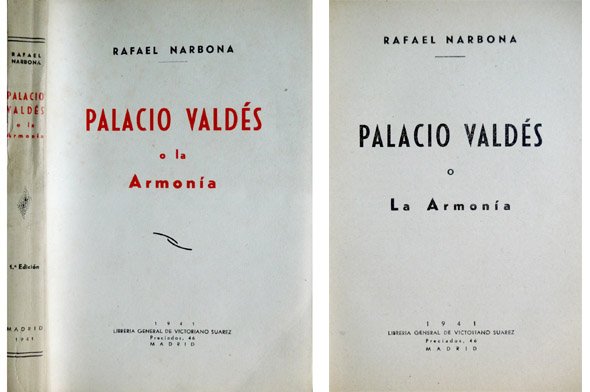 RAFAEL
NARBONA
PALACIO
VALDÉS
o la
Armonía
1.ª Edición
MADRID
1941
RAFAEL NARBONA
PALACIO VALDÉS
o la
Armonía
1941
LIBRERIA GENERAL DE VICTORIANO SUAREZ
Preciados, 46
MADRID
RAFAEL NARBONA
PALACIO VALDÉS
o
La Armonía
1941
LIBRERIA GENERAL DE VICTORIANO SUAREZ
Preciados, 46
MADRID